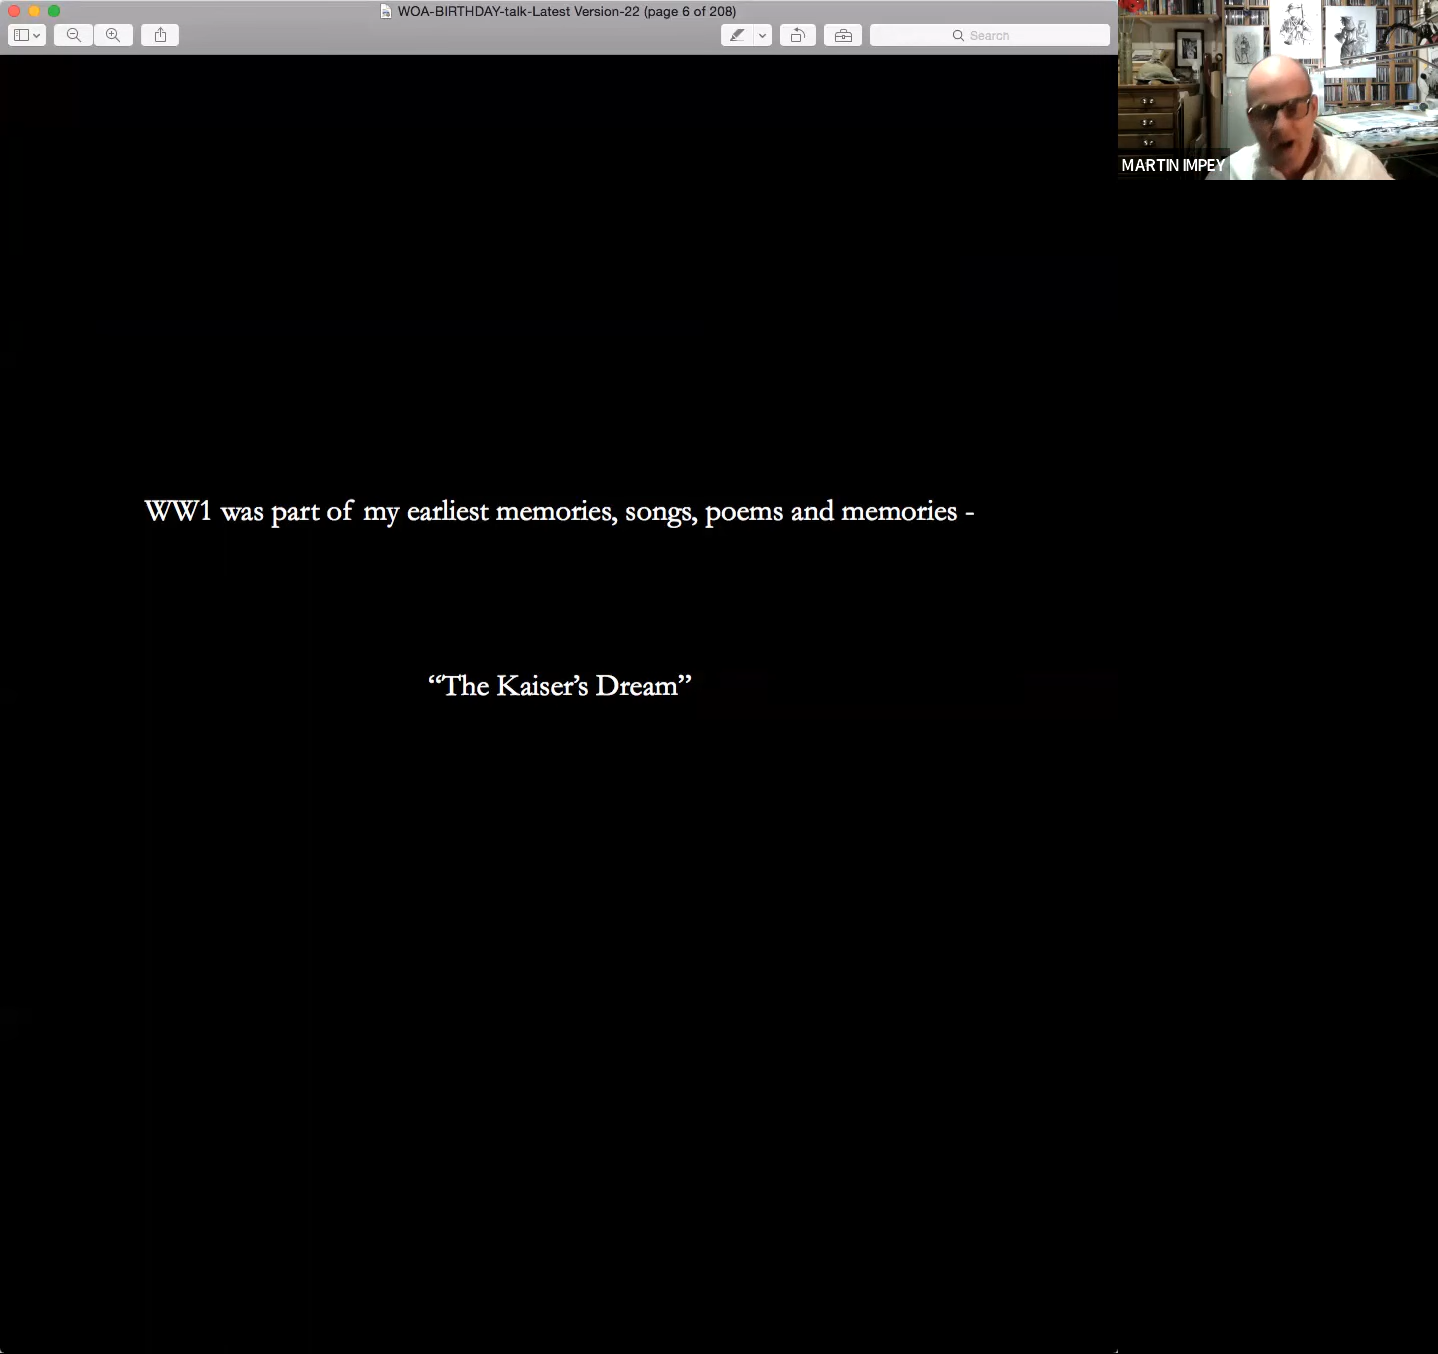 WOA-BIRTHDAY-talk-Latest Version-22 (page 6 of 208)
Search
MARTIN IMPEY
WW1 was part of my earliest memories, songs, poems and memories -
“The Kaiser’s Dream”